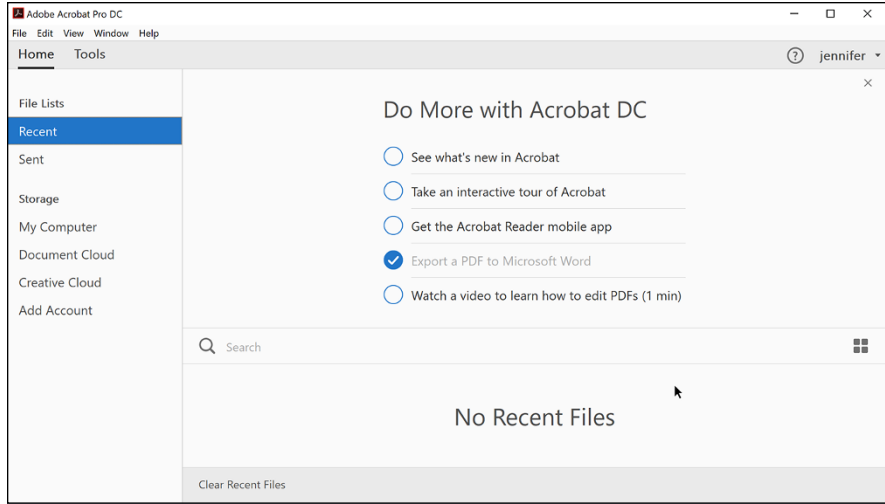 Adobe Acrobat Pro DC
File Edit View Window Help
Home Tools
jennifer
File Lists
Recent
Sent
Storage
My Computer
Document Cloud
Creative Cloud
Add Account
Do More with Acrobat DC
See what's new in Acrobat
Take an interactive tour of Acrobat
Get the Acrobat Reader mobile app
Export a PDF to Microsoft Word
Watch a video to learn how to edit PDFs (1 min)
Search
No Recent Files
Clear Recent Files